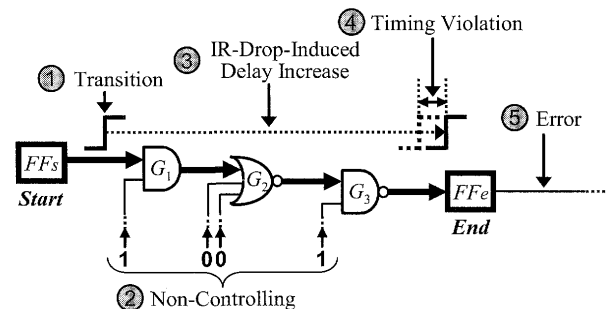 4 Timing Violation
3 IR-Drop-Induced
Delay Increase
1 Transition
5 Error
FFs
G1
G2
G3
FFe
Start
End
1
0 0
1
2 Non-Controlling